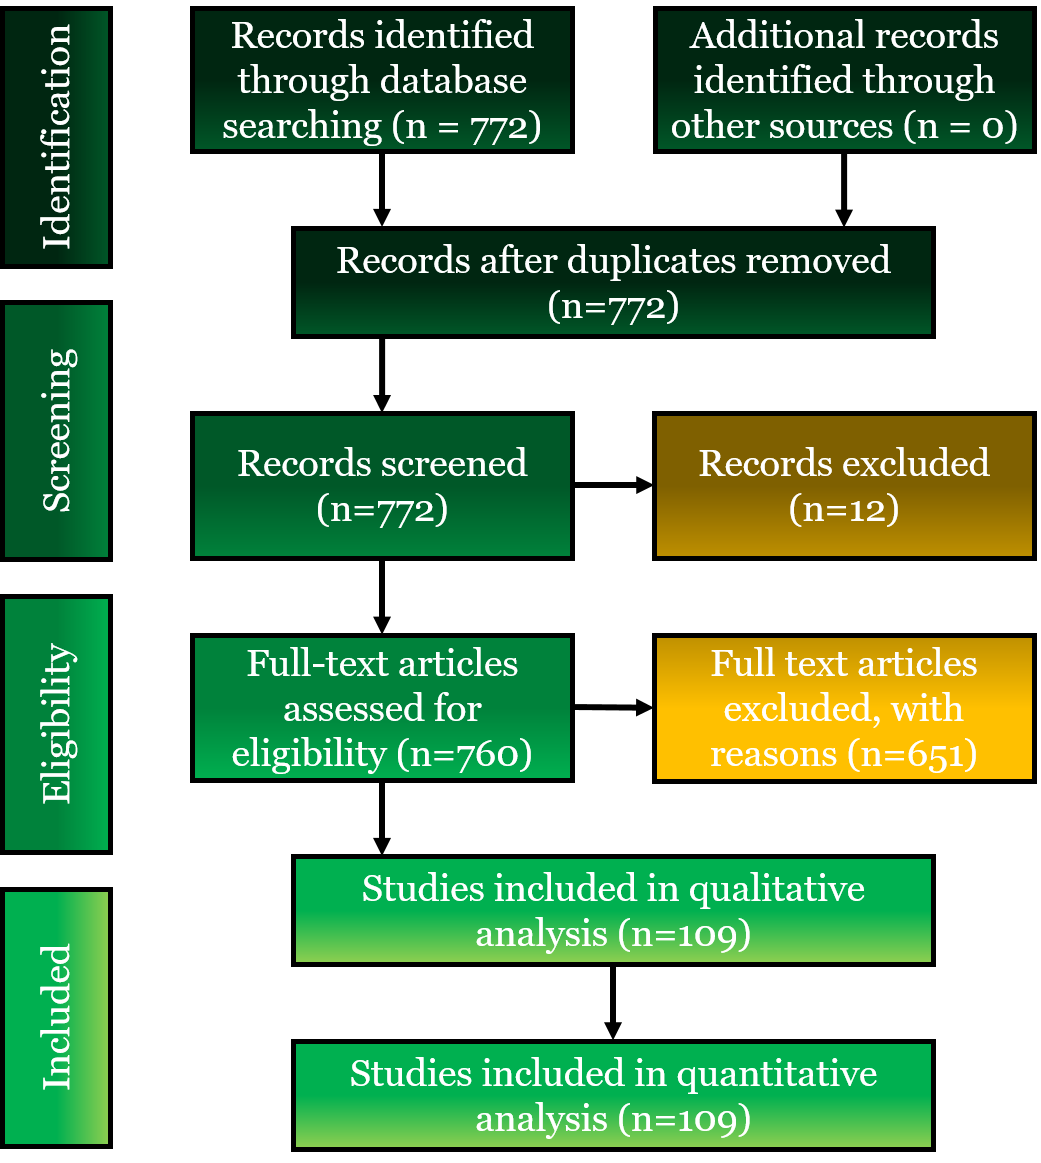 Identification
Records identified
through database
searching (n = 772)
Additional records
identified through
other sources (n = 0)
Records after duplicates removed
(n=772)
Screening
Records screened
(n=772)
Records excluded
(n=12)
Eligibility
Full-text articles
assessed for
eligibility (n=760)
Full text articles
excluded, with
reasons (n=651)
Included
Studies included in qualitative
analysis (n=109)
Studies included in quantitative
analysis (n=109)